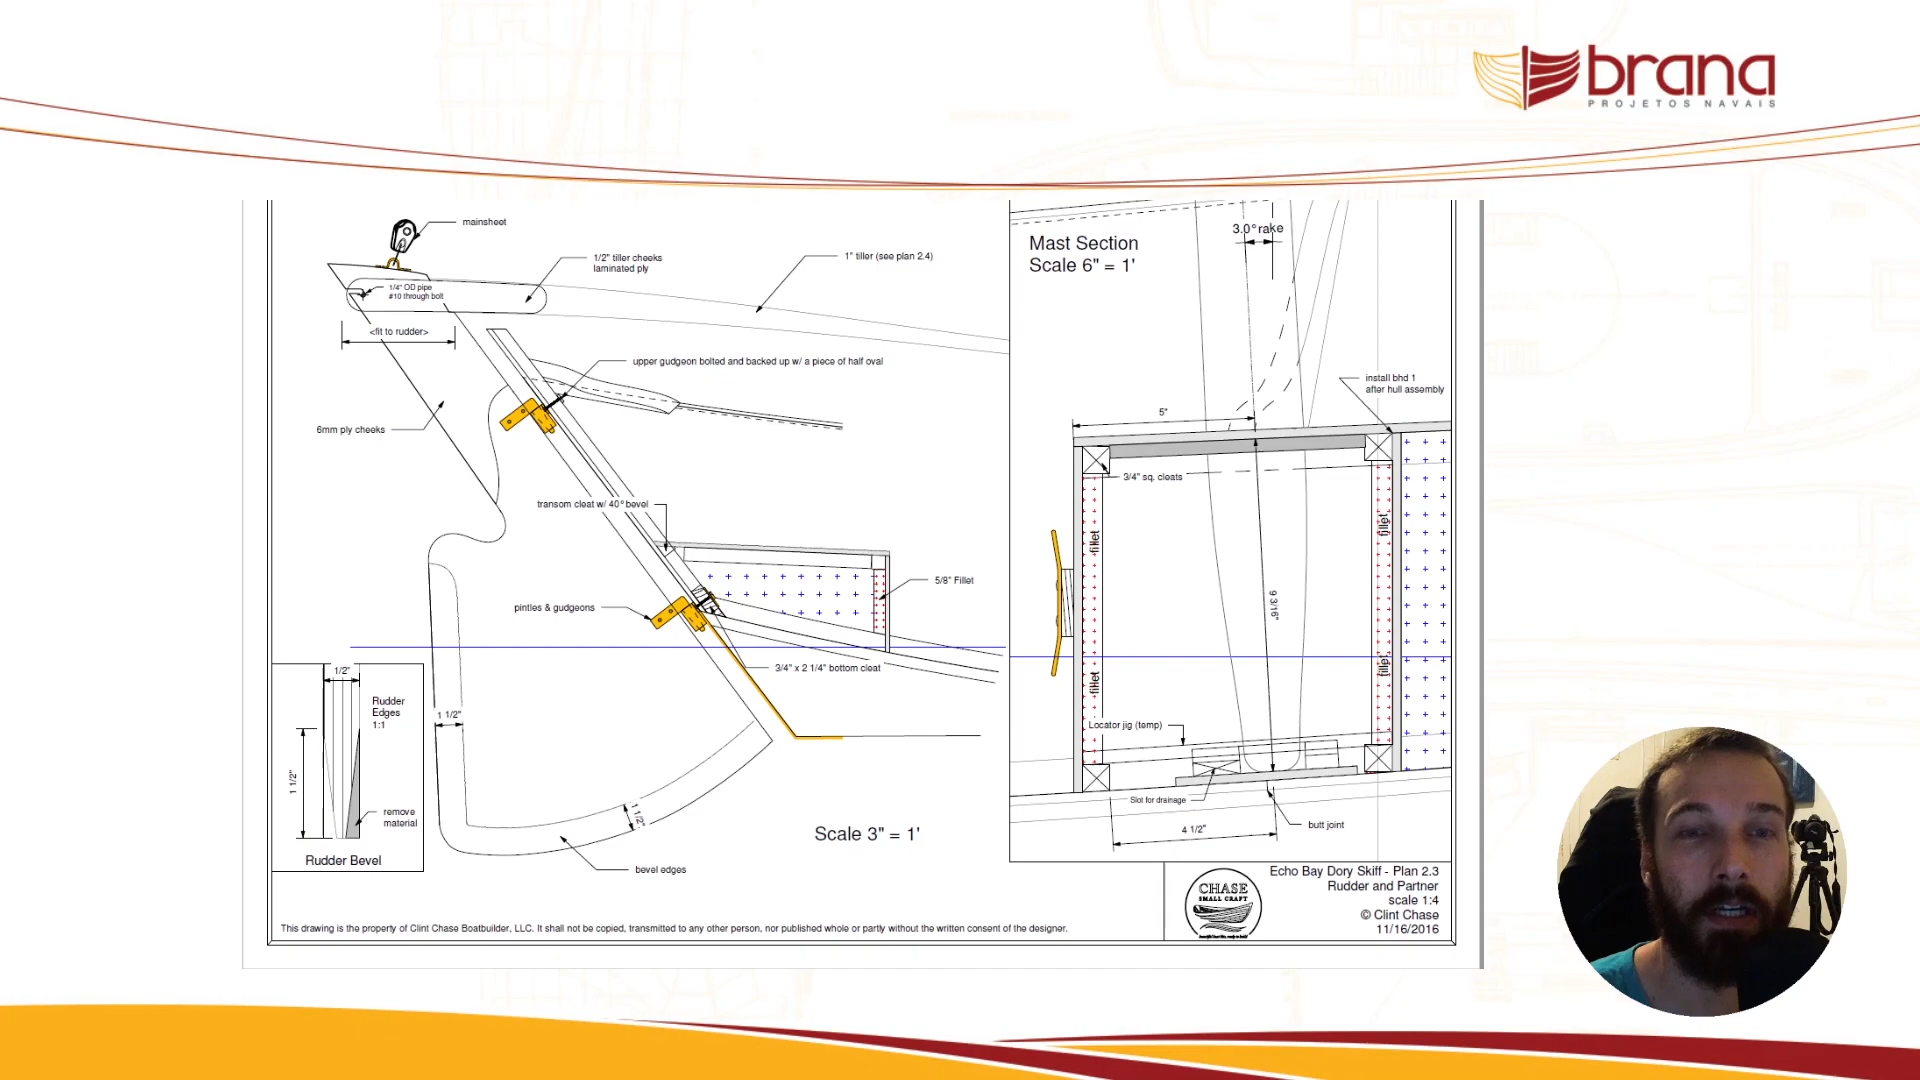 brana
PROJETOS NAVAIS
mainsheet
1/2" tiller cheeks
laminated ply
1" tiller (see plan 2.4)
1/4" OD pipe
#10 through bolt
<fit to rudder>
upper gudgeon bolted and backed up w/ a piece of half oval
6mm ply cheeks
transom cleat w/ 40° bevel
5/8" Fillet
pintles & gudgeons
3/4" x 2 1/4" bottom cleat
1/2"
Rudder
Edges
1:1
1 1/2"
1 1/2"
remove
material
Rudder Bevel
1 1/2"
bevel edges
Scale 3" = 1'
Mast Section
Scale 6" = 1'
3.0° rake
install bhd 1
after hull assembly
5"
3/4" sq. cleats
fillet
fillet
9 3/16"
fillet
fillet
Locator jig (temp)
Slot for drainage
4 1/2"
butt joint
CHASE
SMALL CRAFT
Echo Bay Dory Skiff - Plan 2.3
Rudder and Partner
scale 1:4
© Clint Chase
11/16/2016
This drawing is the property of Clint Chase Boatbuilder, LLC. It shall not be copied, transmitted to any other person, nor published whole or partly without the written consent of the designer.